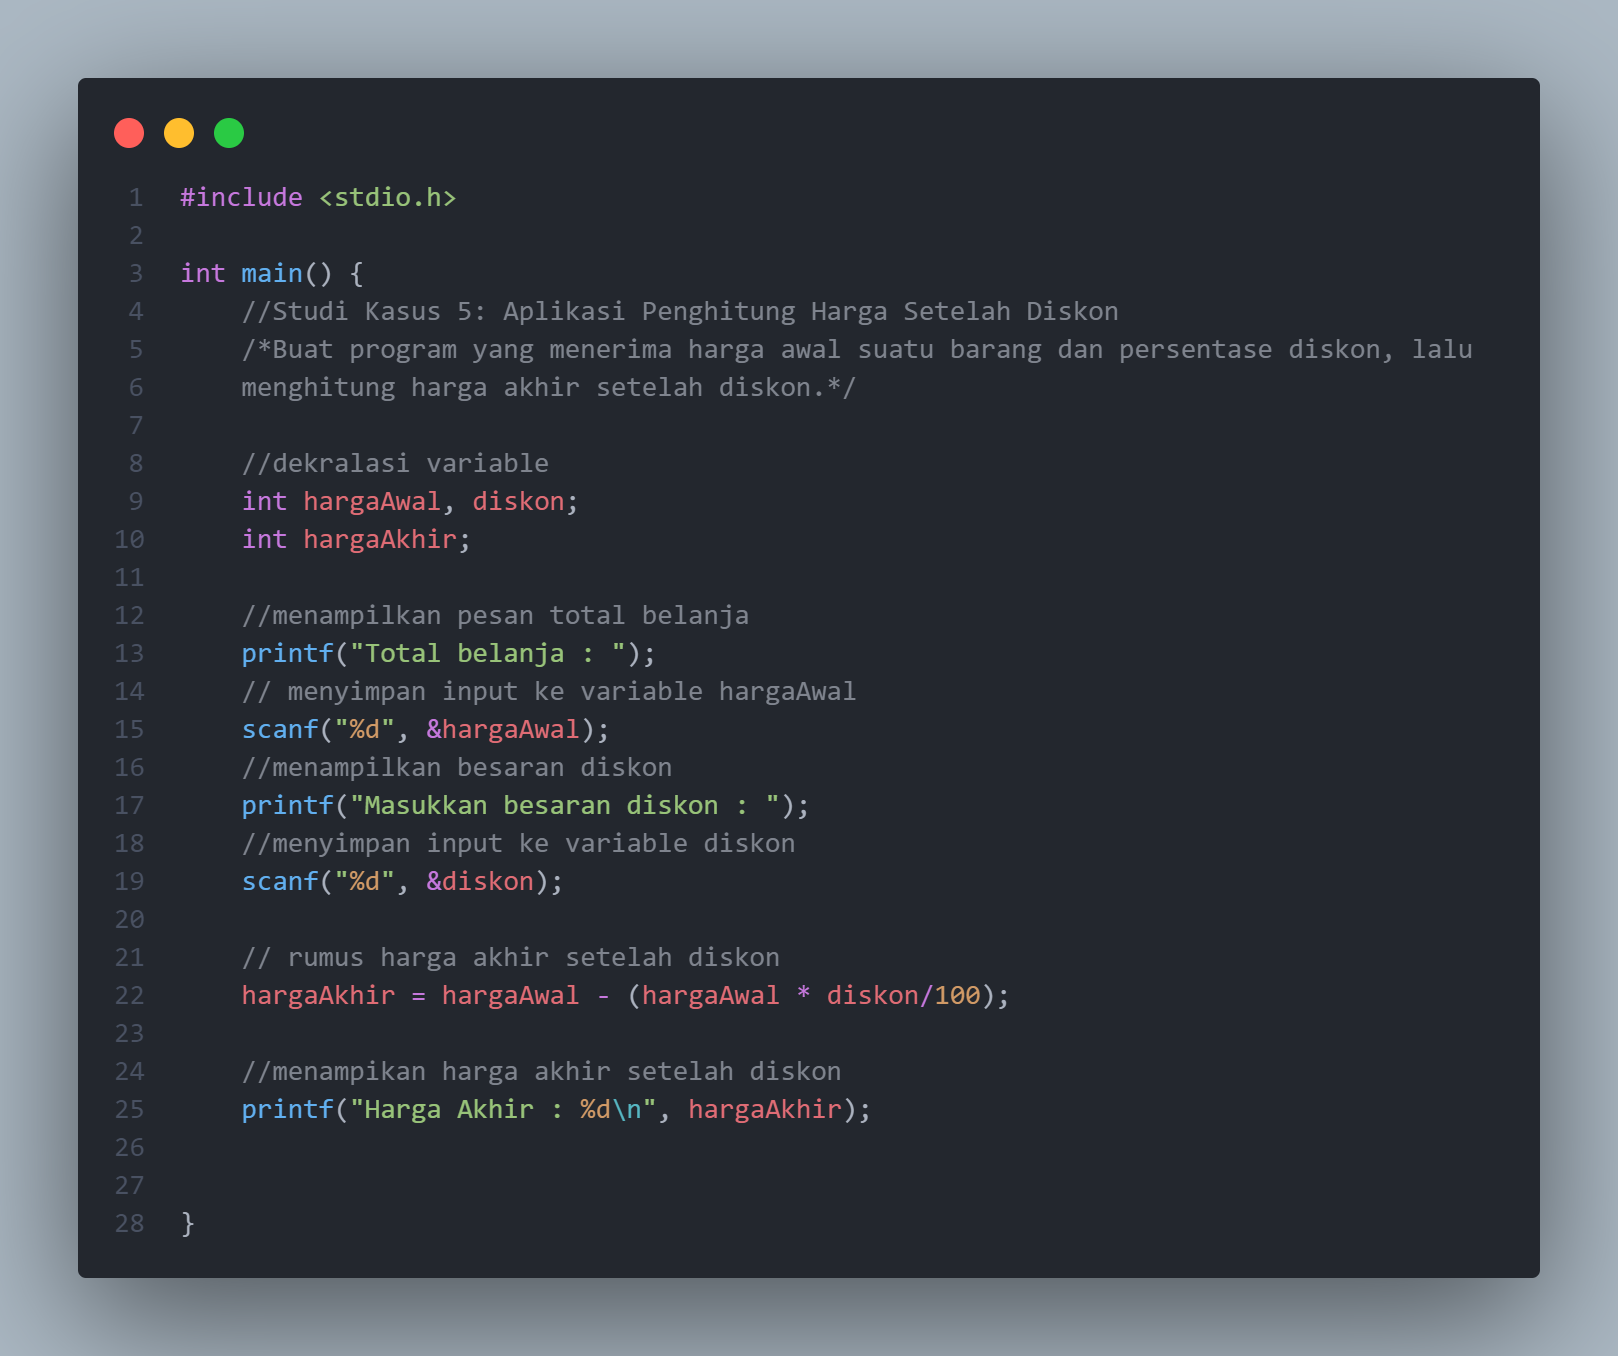 1 #include <stdio.h>
2
3 int main() {
4     //Studi Kasus 5: Aplikasi Penghitung Harga Setelah Diskon
5     /*Buat program yang menerima harga awal suatu barang dan persentase diskon, lalu
6     menghitung harga akhir setelah diskon.*/
7
8     //dekralasi variable
9     int hargaAwal, diskon;
10     int hargaAkhir;
11
12     //menampilkan pesan total belanja
13     printf("Total belanja : ");
14     // menyimpan input ke variable hargaAwal
15     scanf("%d", &hargaAwal);
16     //menampilkan besaran diskon
17     printf("Masukkan besaran diskon : ");
18     //menyimpan input ke variable diskon
19     scanf("%d", &diskon);
20
21     // rumus harga akhir setelah diskon
22     hargaAkhir = hargaAwal - (hargaAwal * diskon/100);
23
24     //menampikan harga akhir setelah diskon
25     printf("Harga Akhir : %d\n", hargaAkhir);
26
27
28 }